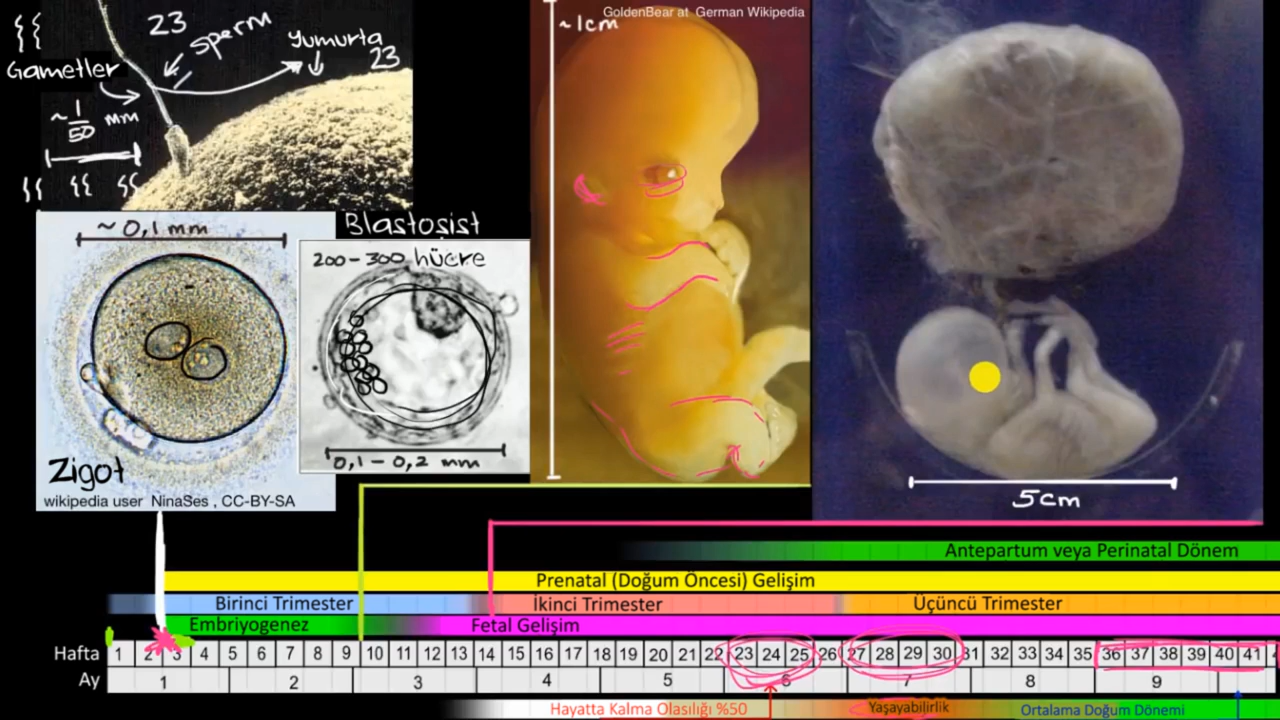 23 sperm
Yumurta
23
Gametler
~ 1/50 mm
~ 0,1 mm
Zigot
wikipedia user NinaSes , CC-BY-SA
Blastosist
200-300 hücre
0,1 - 0,2 mm
GoldenBear at German Wikipedia
~1cm
5cm
Antepartum veya Perinatal Dönem
Prenatal (Doğum Öncesi) Gelişim
Birinci Trimester İkinci Trimester Üçüncü Trimester
Embriyogenez Fetal Gelişim
Hafta 1 2 3 4 5 6 7 8 9 10 11 12 13 14 15 16 17 18 19 20 21 22 23 24 25 26 27 28 29 30 31 32 33 34 35 36 37 38 39 40 41
Ay 1 2 3 4 5 6 7 8 9
Hayatta Kalma Olasılığı %50 Yaşayabilirlik Ortalama Doğum Dönemi